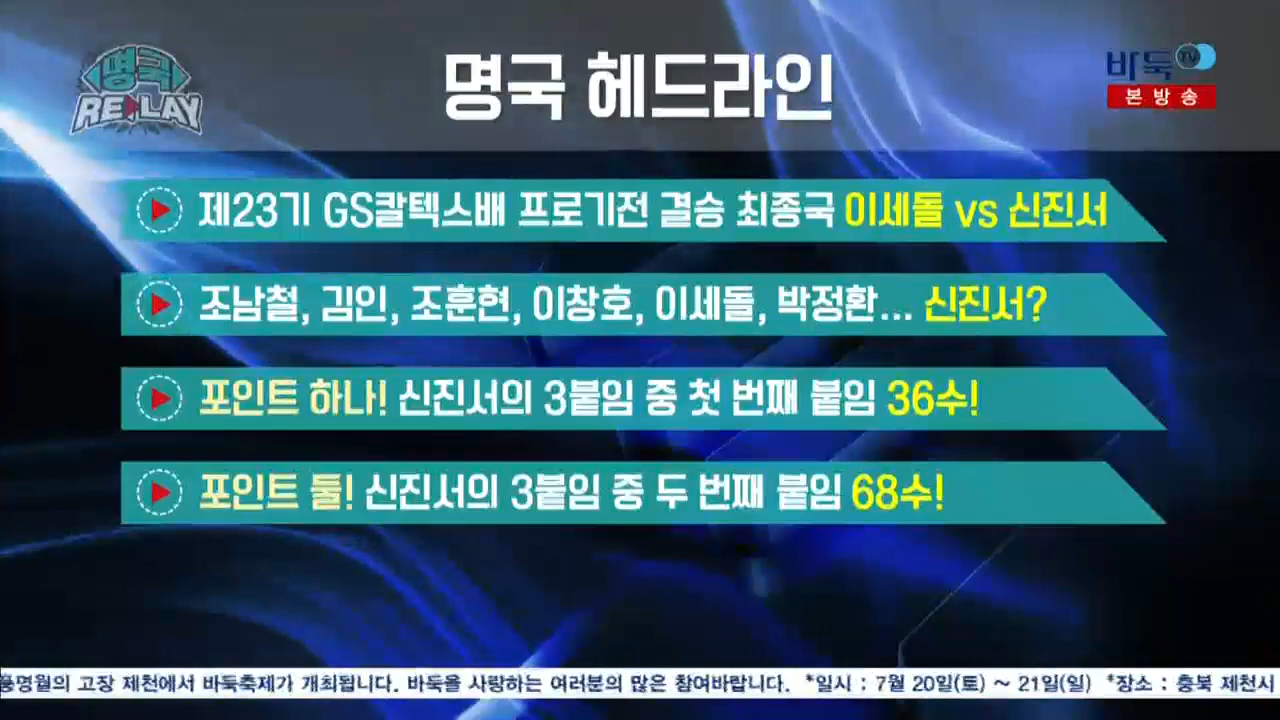 명국
RE▶LAY
명국 헤드라인
바둑TV
본방송
제23기 GS칼텍스배 프로기전 결승 최종국 이세돌 vs 신진서
조남철, 김인, 조훈현, 이창호, 이세돌, 박정환... 신진서?
포인트 하나! 신진서의 3붙임 중 첫 번째 붙임 36수!
포인트 둘! 신진서의 3붙임 중 두 번째 붙임 68수!
풍명월의 고장 제천에서 바둑축제가 개최됩니다. 바둑을 사랑하는 여러분의 많은 참여바랍니다. *일시 : 7월 20일(토) ~ 21일(일) *장소 : 충북 제천시